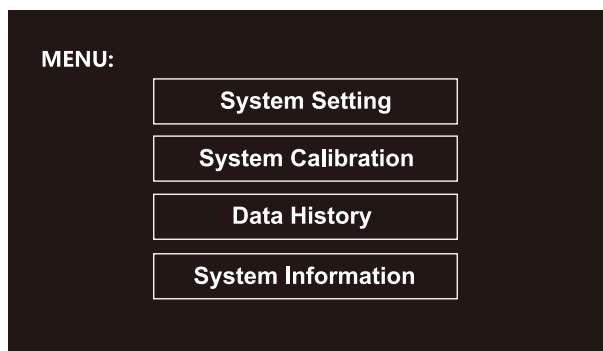 MENU:
System Setting
System Calibration
Data History
System Information